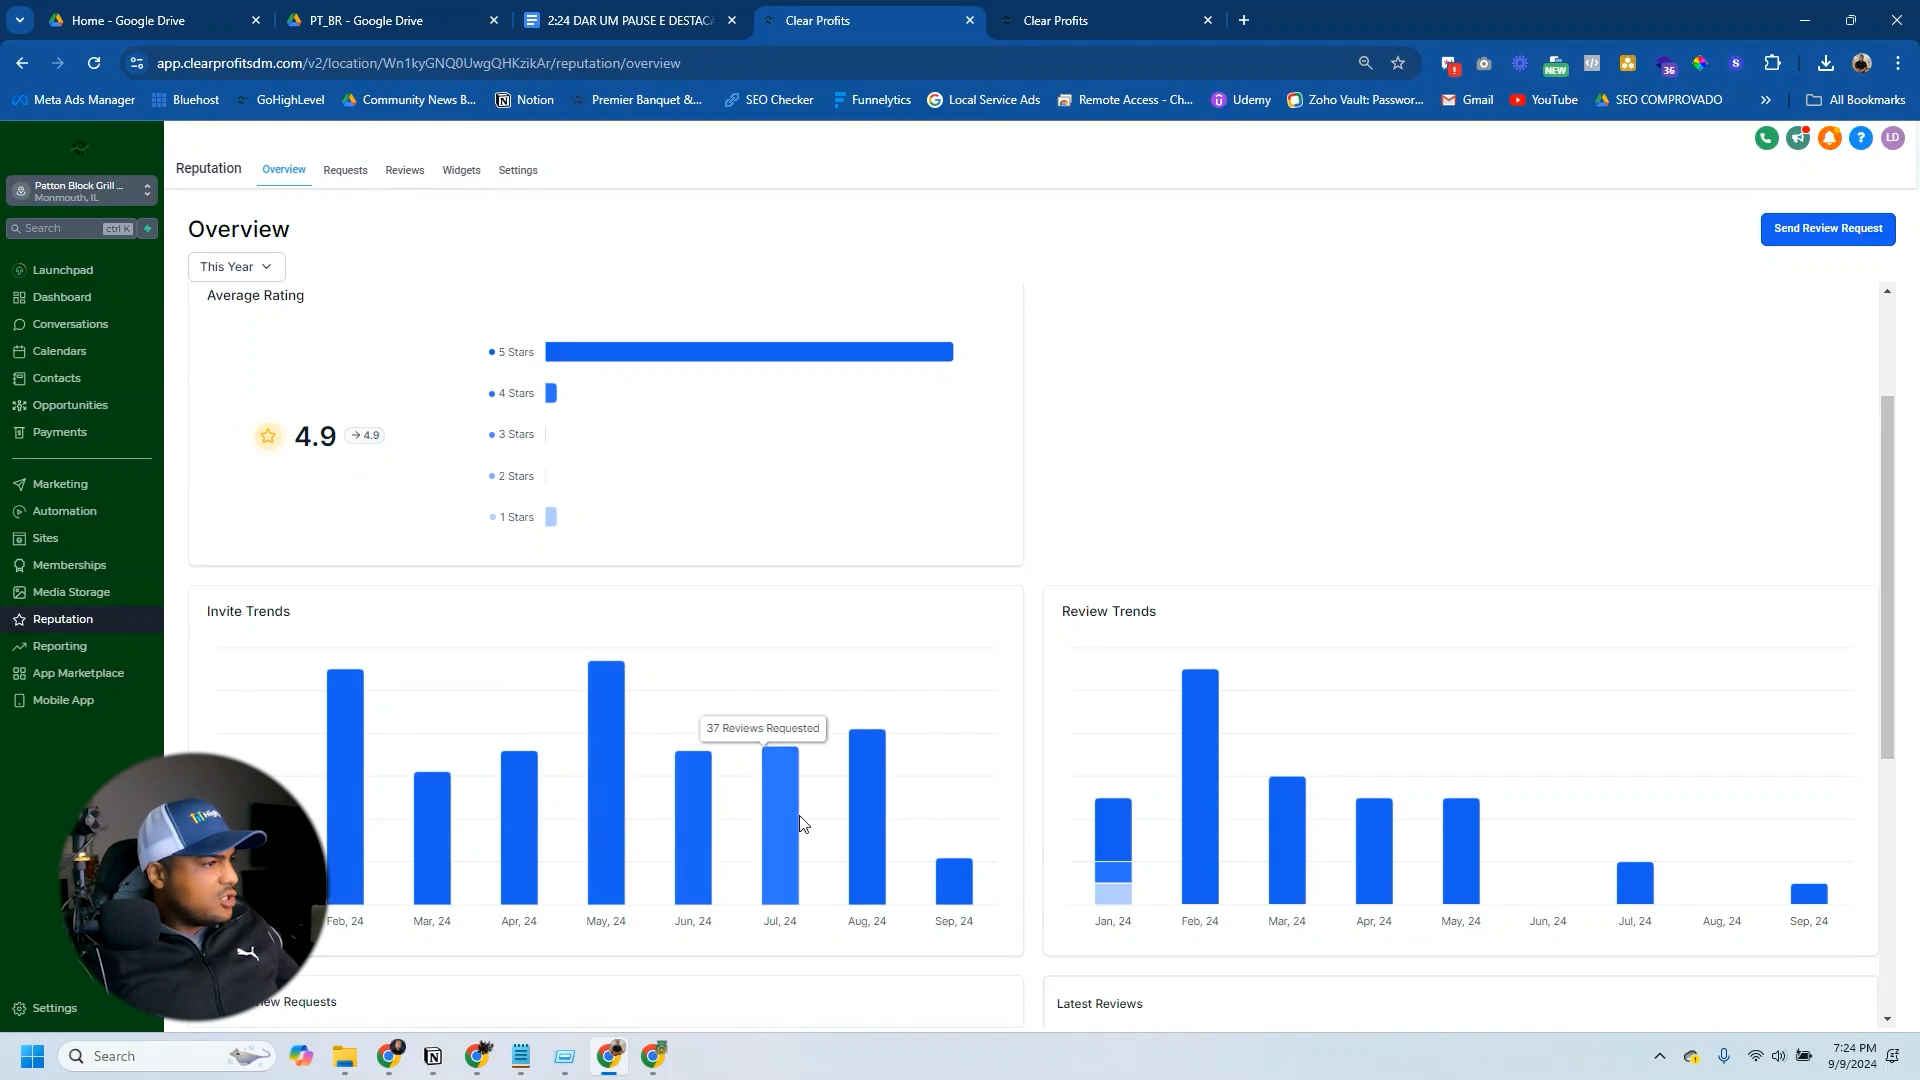 Home - Google Drive
PT_BR - Google Drive
2:24 DAR UM PAUSE E DESTACA
Clear Profits
Clear Profits
app.clearprofitsdm.com/v2/location/Wn1kyGNQ0UwgQHKzikAr/reputation/overview
NEW
36
S
Meta Ads Manager
Bluehost
GoHighLevel
Community News B...
Notion
Premier Banquet &...
SEO Checker
Funnelytics
Local Service Ads
Remote Access - Ch...
Udemy
Zoho Vault: Passwor...
Gmail
YouTube
SEO COMPROVADO
All Bookmarks
LD
Patton Block Grill ...
Monmouth, IL
Search ctrl K
Launchpad
Dashboard
Conversations
Calendars
Contacts
Opportunities
Payments
Marketing
Automation
Sites
Memberships
Media Storage
Reputation
Reporting
App Marketplace
Mobile App
Settings
Reputation
Overview
Requests
Reviews
Widgets
Settings
Overview
Send Review Request
This Year
Average Rating
4.9 → 4.9
5 Stars
4 Stars
3 Stars
2 Stars
1 Stars
Invite Trends
37 Reviews Requested
Feb, 24
Mar, 24
Apr, 24
May, 24
Jun, 24
Jul, 24
Aug, 24
Sep, 24
Review Trends
Jan, 24
Feb, 24
Mar, 24
Apr, 24
May, 24
Jun, 24
Jul, 24
Aug, 24
Sep, 24
Requests
Latest Reviews
Search
7:24 PM
9/9/2024